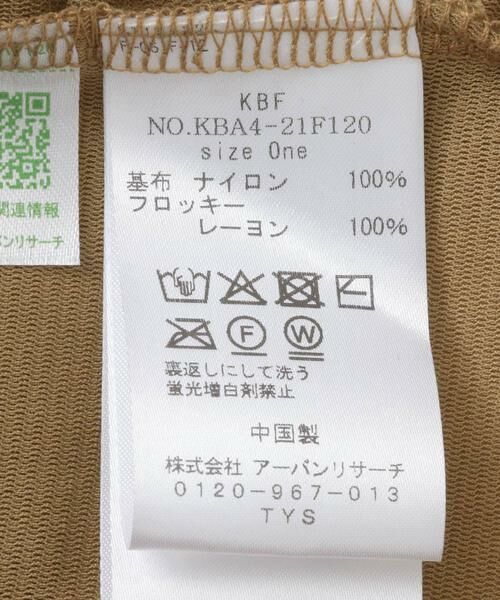 KBF
NO.KBA4-21F120
size One
基布 ナイロン 100%
フロッキー
レーヨン 100%
F W
裏返しにして洗う
蛍光増白剤禁止
中国製
株式会社 アーバンリサーチ
0120-967-013
TYS
関連情報
バンリサーチ